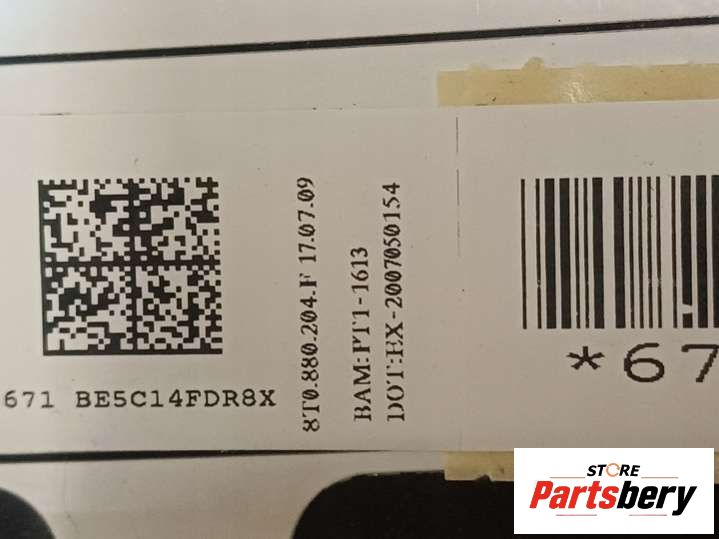 671 BE5C14FDR8X
8T0.880.204.F 17.07.09
BAM:PT1-1613
DOT:EX-2007050154
*67
STORE
Partsbery